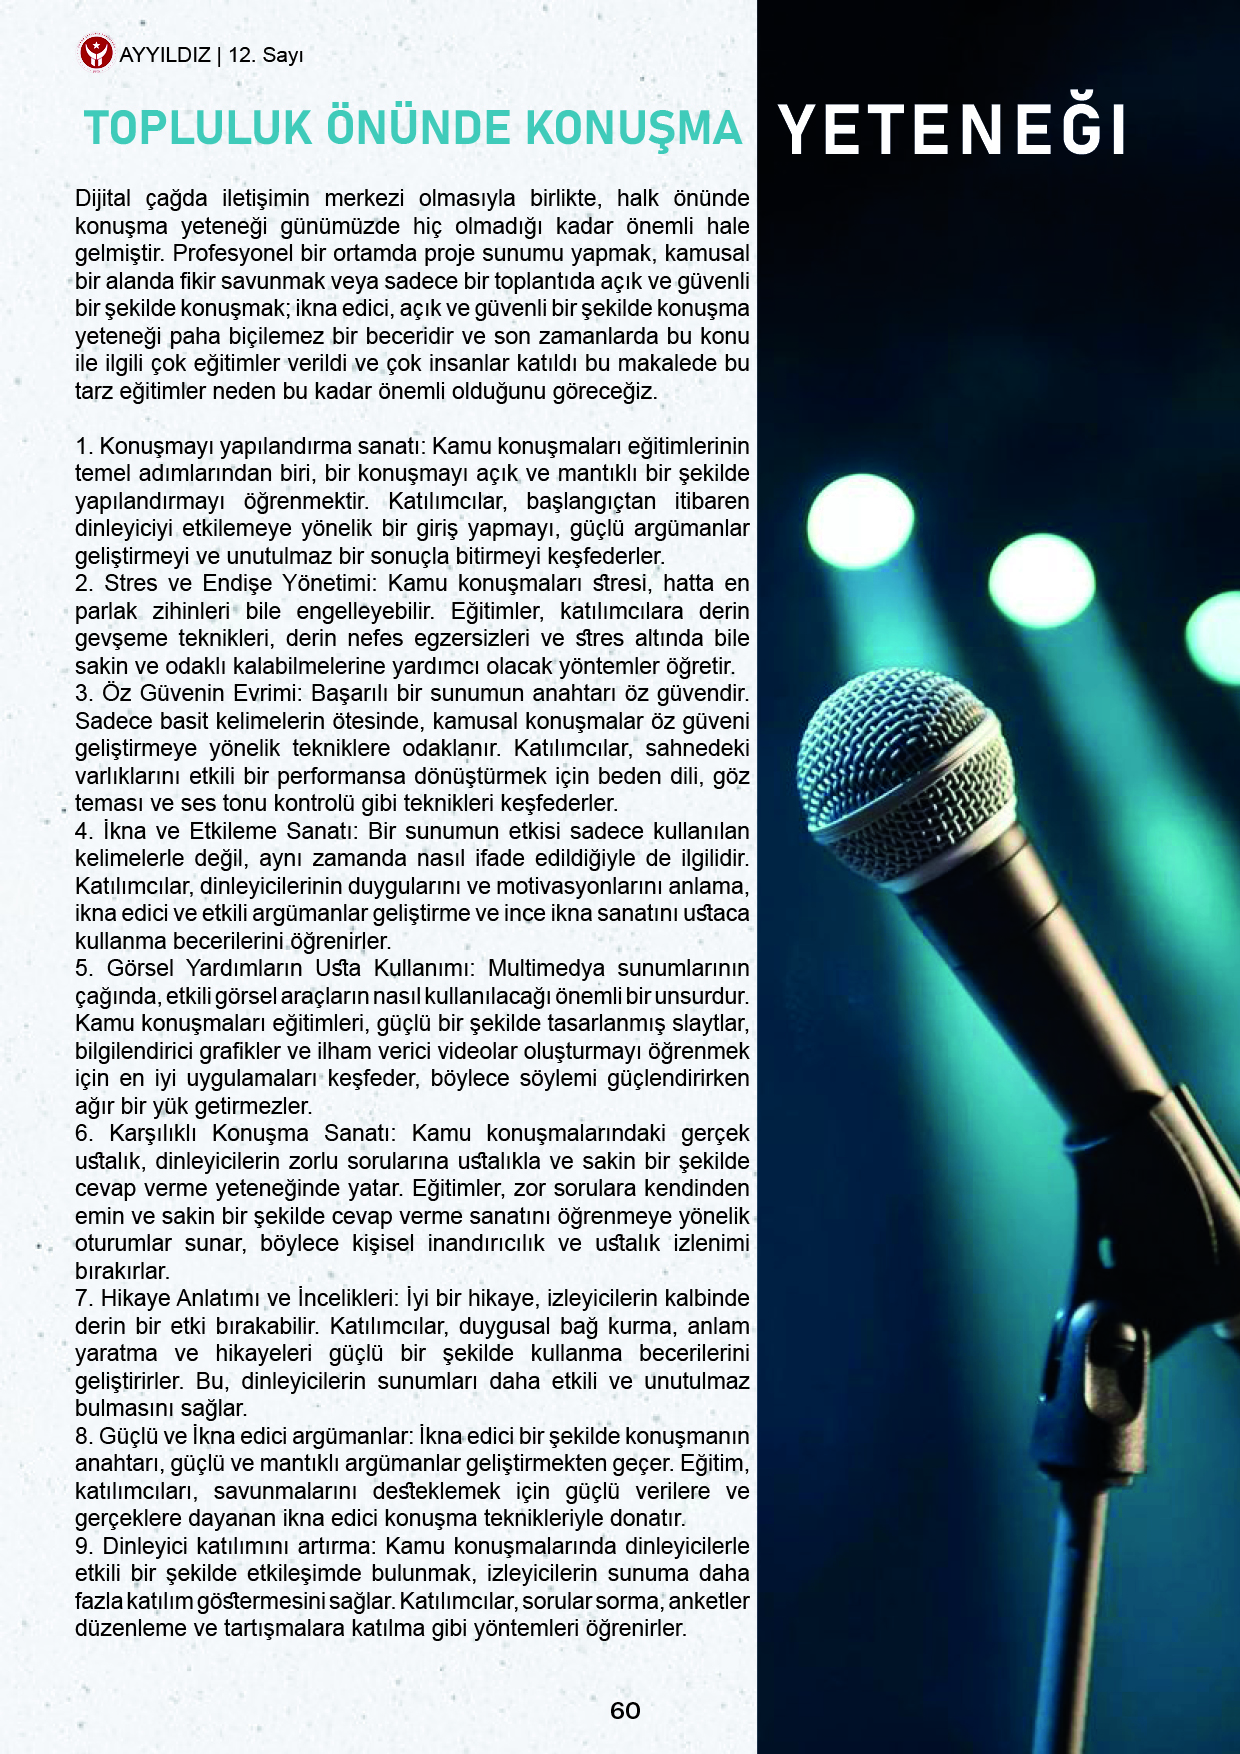 AYYILDIZ | 12. Sayı
TOPLULUK ÖNÜNDE KONUŞMA YETENEĞI
Dijital çağda iletişimin merkezi olmasıyla birlikte, halk önünde
konuşma yeteneği günümüzde hiç olmadığı kadar önemli hale
gelmiştir. Profesyonel bir ortamda proje sunumu yapmak, kamusal
bir alanda fikir savunmak veya sadece bir toplantıda açık ve güvenli
bir şekilde konuşmak; ikna edici, açık ve güvenli bir şekilde konuşma
yeteneği paha biçilemez bir beceridir ve son zamanlarda bu konu
ile ilgili çok eğitimler verildi ve çok insanlar katıldı bu makalede bu
tarz eğitimler neden bu kadar önemli olduğunu göreceğiz.
1. Konuşmayı yapılandırma sanatı: Kamu konuşmaları eğitimlerinin
temel adımlarından biri, bir konuşmayı açık ve mantıklı bir şekilde
yapılandırmayı öğrenmektir. Katılımcılar, başlangıçtan itibaren
dinleyiciyi etkilemeye yönelik bir giriş yapmayı, güçlü argümanlar
geliştirmeyi ve unutulmaz bir sonuçla bitirmeyi keşfederler.
2. Stres ve Endişe Yönetimi: Kamu konuşmaları stresi, hatta en
parlak zihinleri bile engelleyebilir. Eğitimler, katılımcılara derin
gevşeme teknikleri, derin nefes egzersizleri ve stres altında bile
sakin ve odaklı kalabilmelerine yardımcı olacak yöntemler öğretir.
3. Öz Güvenin Evrimi: Başarılı bir sunumun anahtarı öz güvendir.
Sadece basit kelimelerin ötesinde, kamusal konuşmalar öz güveni
geliştirmeye yönelik tekniklere odaklanır. Katılımcılar, sahnedeki
varlıklarını etkili bir performansa dönüştürmek için beden dili, göz
teması ve ses tonu kontrolü gibi teknikleri keşfederler.
4. İkna ve Etkileme Sanatı: Bir sunumun etkisi sadece kullanılan
kelimelerle değil, aynı zamanda nasıl ifade edildiğiyle de ilgilidir.
Katılımcılar, dinleyicilerinin duygularını ve motivasyonlarını anlama,
ikna edici ve etkili argümanlar geliştirme ve ince ikna sanatını ustaca
kullanma becerilerini öğrenirler.
5. Görsel Yardımların Usta Kullanımı: Multimedya sunumlarının
çağında, etkili görsel araçların nasıl kullanılacağı önemli bir unsurdur.
Kamu konuşmaları eğitimleri, güçlü bir şekilde tasarlanmış slaytlar,
bilgilendirici grafikler ve ilham verici videolar oluşturmayı öğrenmek
için en iyi uygulamaları keşfeder, böylece söylemi güçlendirirken
ağır bir yük getirmezler.
6. Karşılıklı Konuşma Sanatı: Kamu konuşmalarındaki gerçek
ustalık, dinleyicilerin zorlu sorularına ustalıkla ve sakin bir şekilde
cevap verme yeteneğinde yatar. Eğitimler, zor sorulara kendinden
emin ve sakin bir şekilde cevap verme sanatını öğrenmeye yönelik
oturumlar sunar, böylece kişisel inandırıcılık ve ustalık izlenimi
bırakırlar.
7. Hikaye Anlatımı ve İncelikleri: İyi bir hikaye, izleyicilerin kalbinde
derin bir etki bırakabilir. Katılımcılar, duygusal bağ kurma, anlam
yaratma ve hikayeleri güçlü bir şekilde kullanma becerilerini
geliştirirler. Bu, dinleyicilerin sunumları daha etkili ve unutulmaz
bulmasını sağlar.
8. Güçlü ve İkna edici argümanlar: İkna edici bir şekilde konuşmanın
anahtarı, güçlü ve mantıklı argümanlar geliştirmekten geçer. Eğitim,
katılımcıları, savunmalarını desteklemek için güçlü verilere ve
gerçeklere dayanan ikna edici konuşma teknikleriyle donatır.
9. Dinleyici katılımını artırma: Kamu konuşmalarında dinleyicilerle
etkili bir şekilde etkileşimde bulunmak, izleyicilerin sunuma daha
fazla katılım göstermesini sağlar. Katılımcılar, sorular sorma, anketler
düzenleme ve tartışmalara katılma gibi yöntemleri öğrenirler.
60